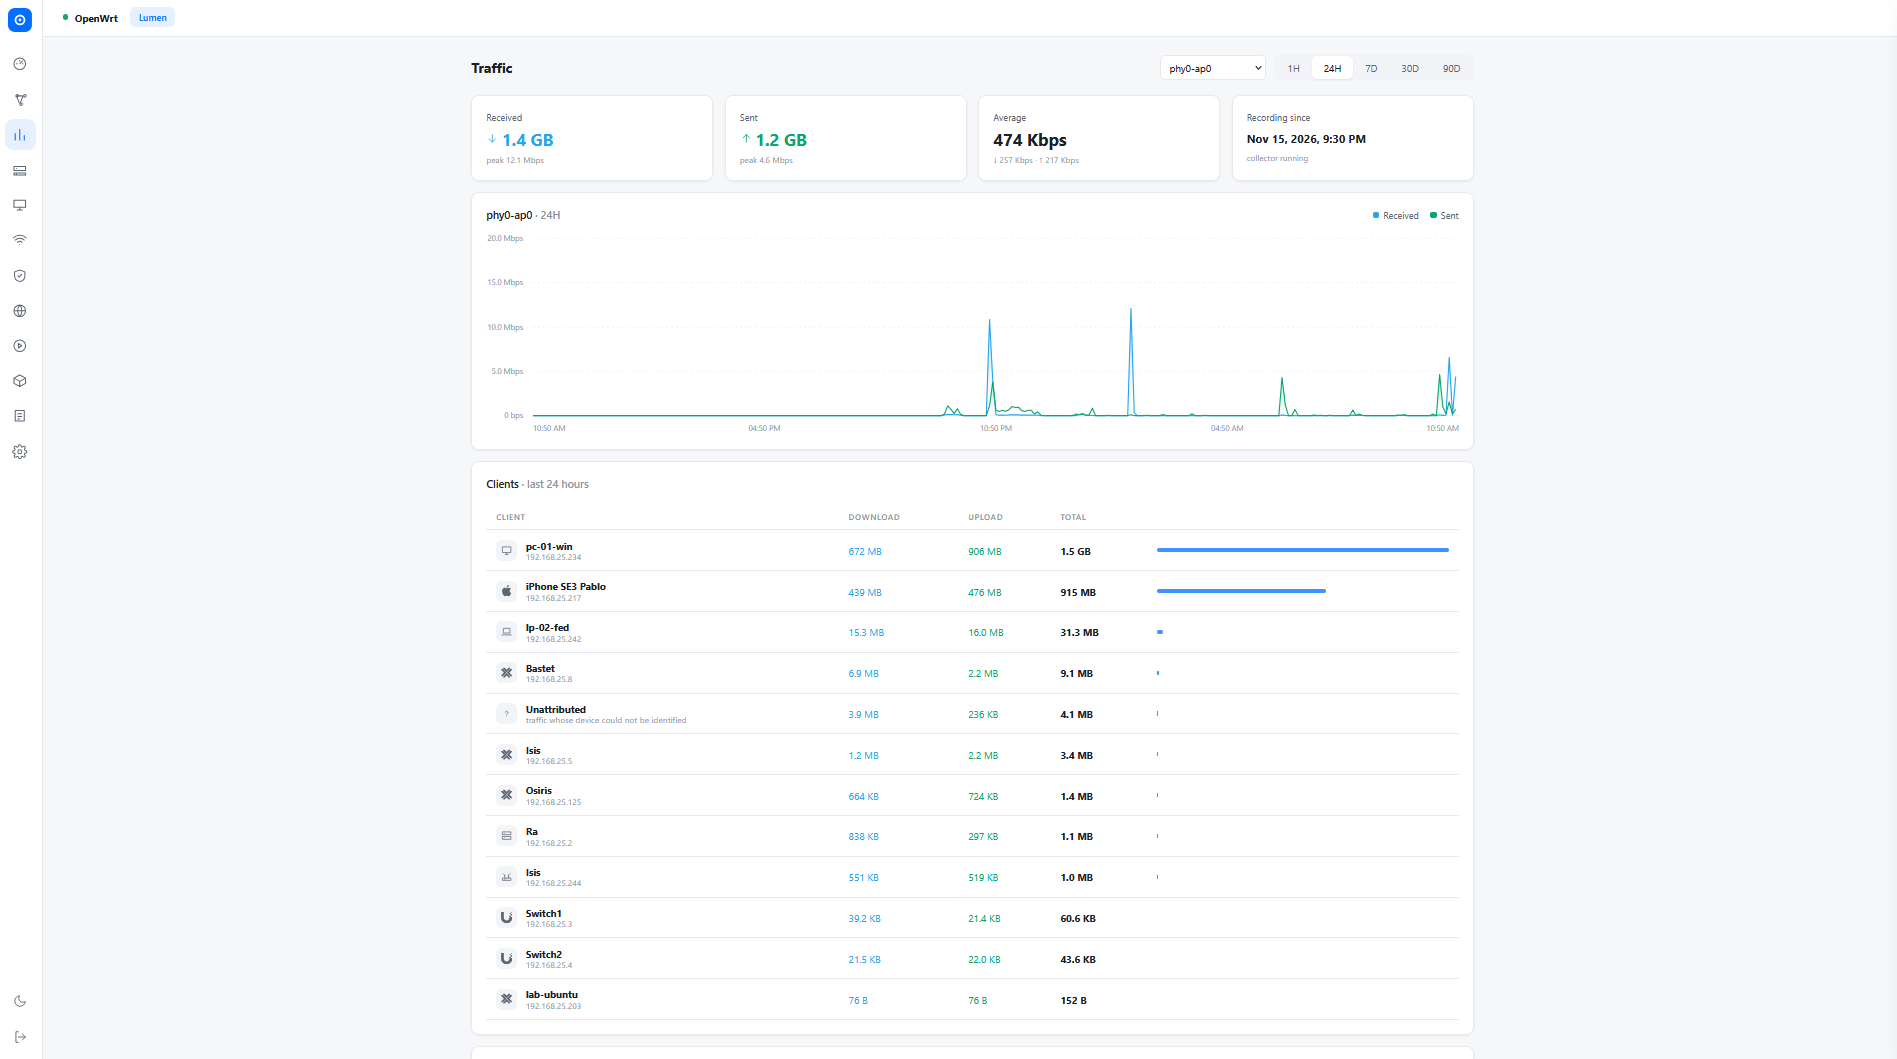 OpenWrt Lumen
Traffic
phy0-ap0 1H 24H 7D 30D 90D
Received
↓ 1.4 GB
peak 12.1 Mbps
Sent
↑ 1.2 GB
peak 4.6 Mbps
Average
474 Kbps
↓ 257 Kbps · ↑ 217 Kbps
Recording since
Nov 15, 2026, 9:30 PM
collector running
phy0-ap0 · 24H
Received Sent
20.0 Mbps
15.0 Mbps
10.0 Mbps
5.0 Mbps
0 bps
10:50 AM 04:50 PM 10:50 PM 04:50 AM 10:50 AM
Clients · last 24 hours
CLIENT DOWNLOAD UPLOAD TOTAL
pc-01-win
192.168.25.234
672 MB 906 MB 1.5 GB
iPhone SE3 Pablo
192.168.25.217
439 MB 476 MB 915 MB
lp-02-fed
192.168.25.242
15.3 MB 16.0 MB 31.3 MB
Bastet
192.168.25.8
6.9 MB 2.2 MB 9.1 MB
?
Unattributed
traffic whose device could not be identified
3.9 MB 236 KB 4.1 MB
Isis
192.168.25.5
1.2 MB 2.2 MB 3.4 MB
Osiris
192.168.25.125
664 KB 724 KB 1.4 MB
Ra
192.168.25.2
838 KB 297 KB 1.1 MB
Isis
192.168.25.244
551 KB 519 KB 1.0 MB
Switch1
192.168.25.3
39.2 KB 21.4 KB 60.6 KB
Switch2
192.168.25.4
21.5 KB 22.0 KB 43.6 KB
lab-ubuntu
192.168.25.203
76 B 76 B 152 B